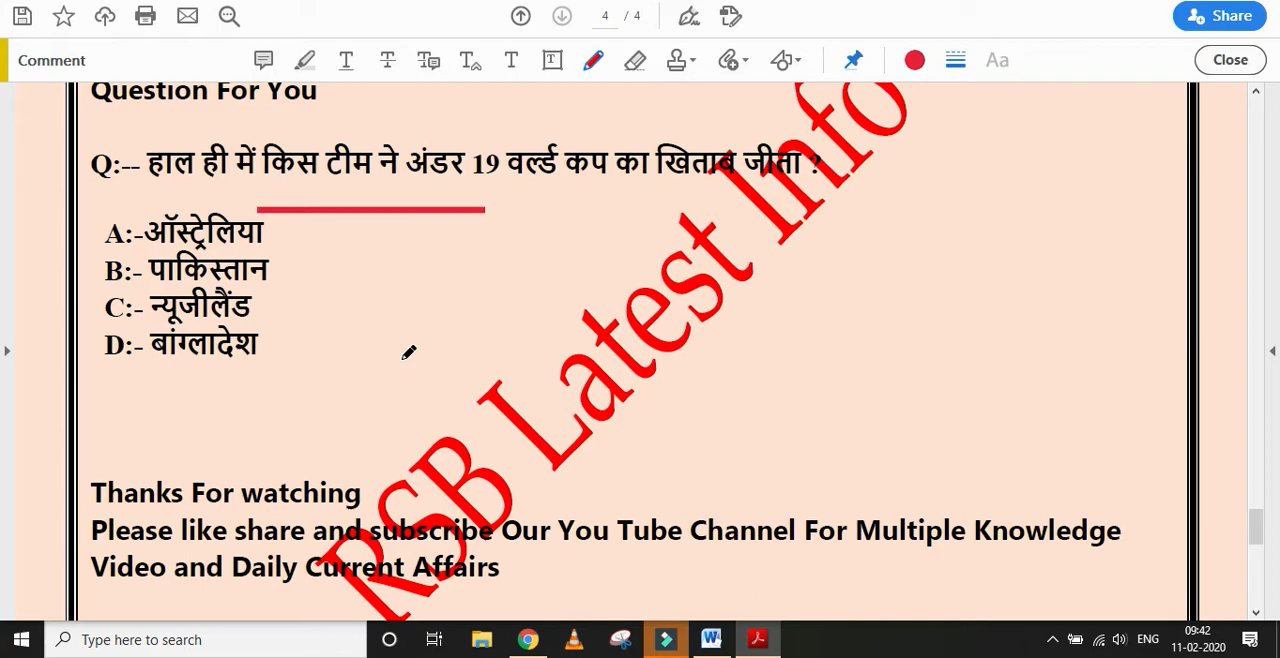 4 / 4
Share
Comment
Aa
Close
Question For You
Q:-- हाल ही में किस टीम ने अंडर 19 वर्ल्ड कप का खिताब जीता ?
A:-ऑस्ट्रेलिया
B:- पाकिस्तान
C:- न्यूजीलैंड
D:- बांग्लादेश
RSB Latest Info
Thanks For watching
Please like share and subscribe Our You Tube Channel For Multiple Knowledge
Video and Daily Current Affairs
Type here to search
ENG
09:42
11-02-2020